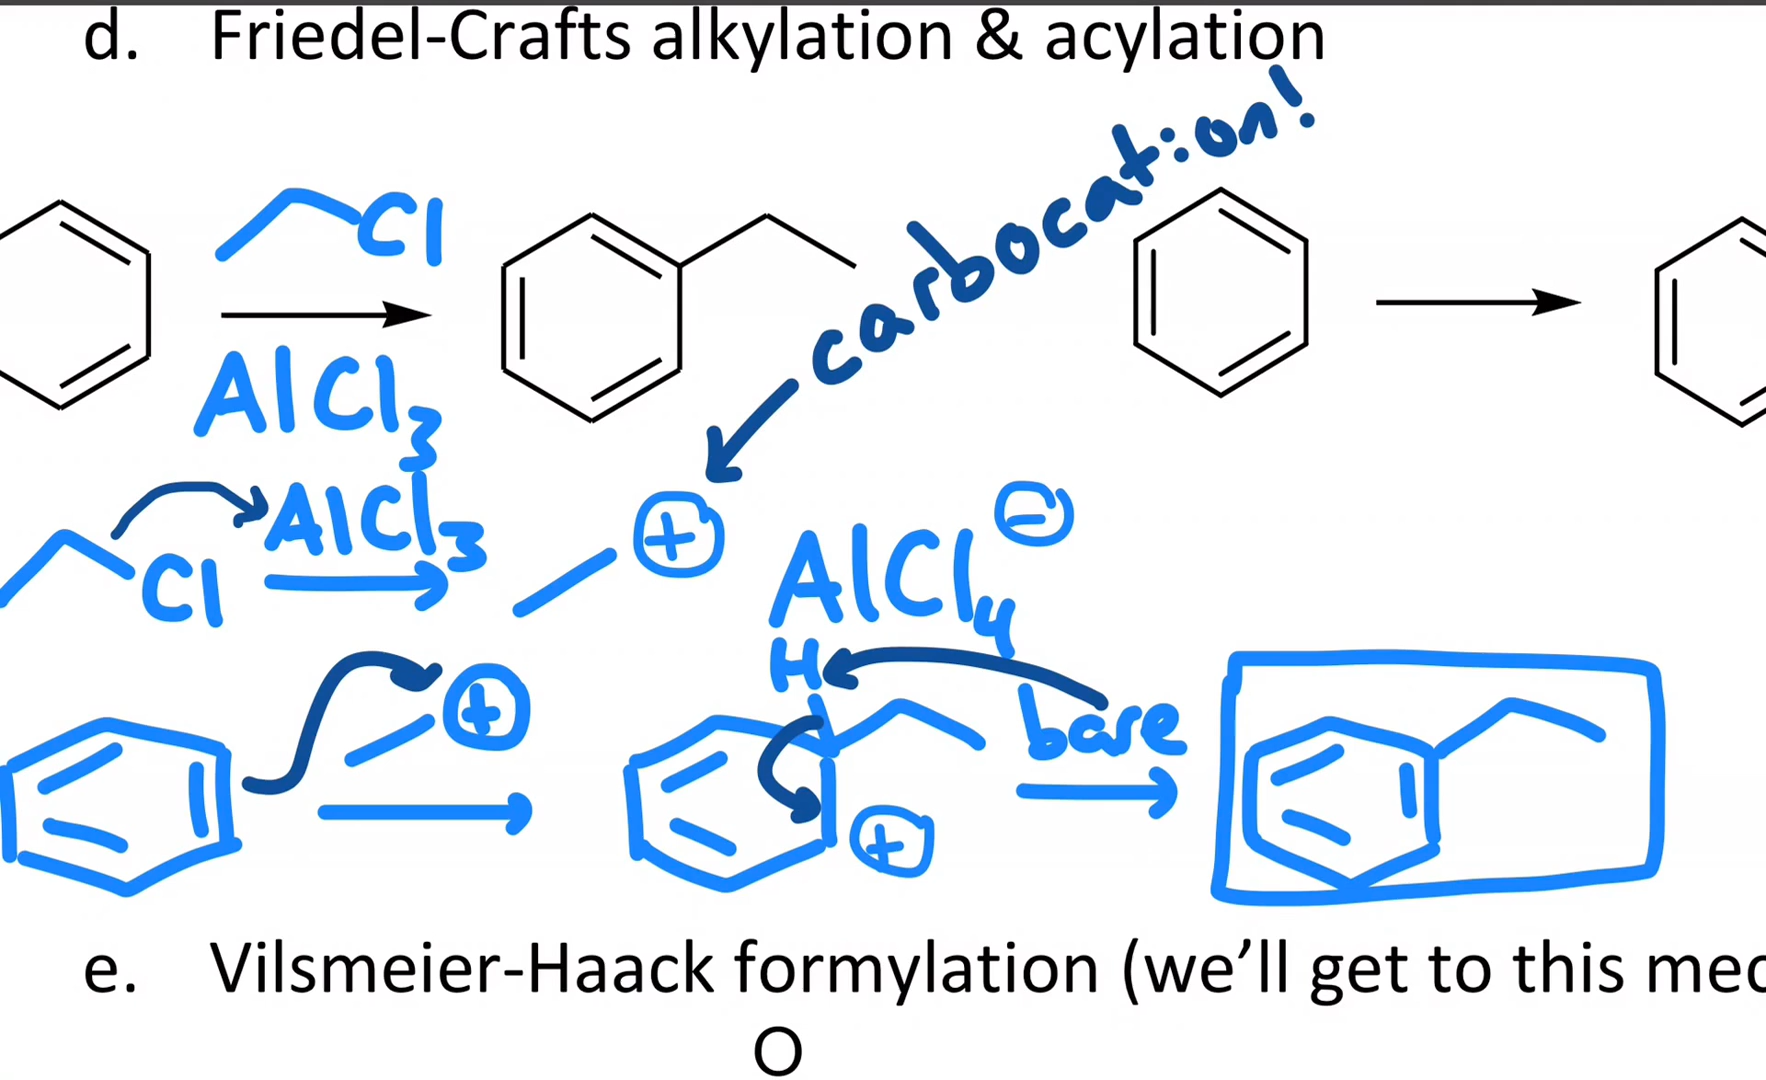 d. Friedel-Crafts alkylation & acylation
carbocation!
Cl
AlCl3
Cl
AlCl3
+
AlCl4 −
+
H
+
base
e. Vilsmeier-Haack formylation (we’ll get to this mec
O